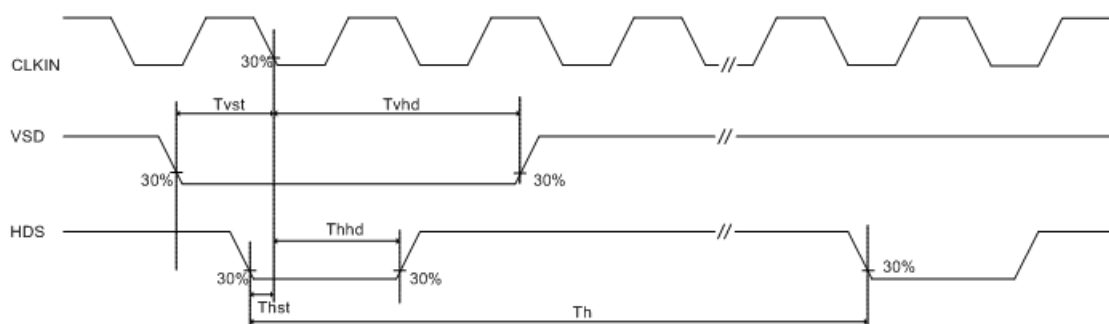 CLKIN
30%
//
Tvst
Tvhd
VSD
//
30%
30%
HDS
Thhd
//
30%
30%
30%
Thst
Th